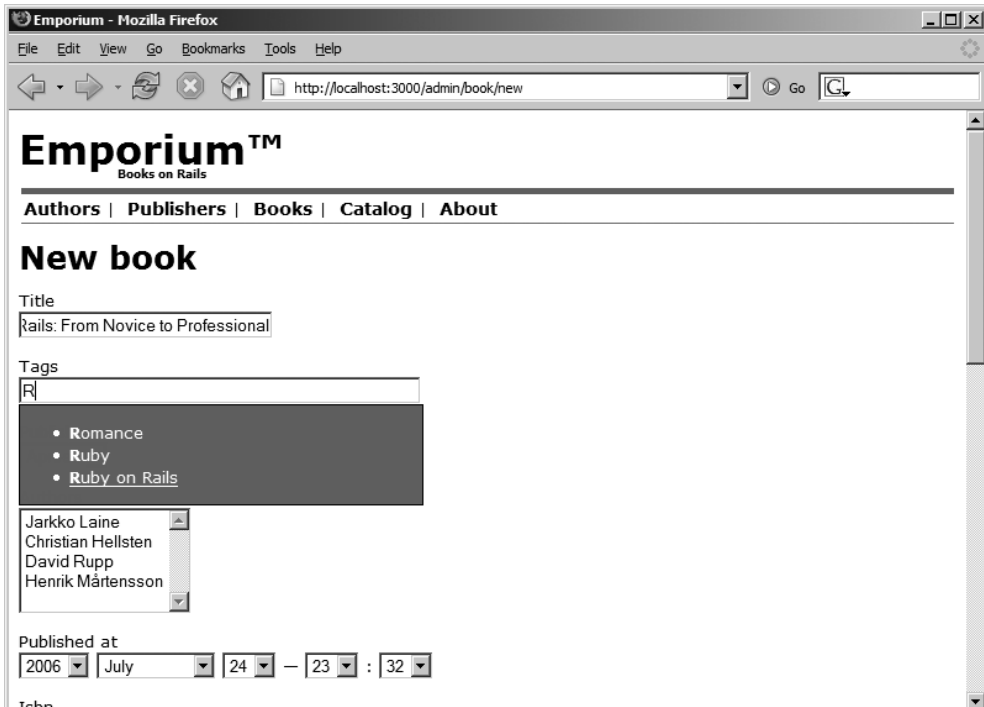 Emporium - Mozilla Firefox
File Edit View Go Bookmarks Tools Help
http://localhost:3000/admin/book/new Go G
Emporium™
Books on Rails
Authors | Publishers | Books | Catalog | About
New book
Title
Rails: From Novice to Professional
Tags
R
• Romance
• Ruby
• Ruby on Rails
Jarkko Laine
Christian Hellsten
David Rupp
Henrik Mårtensson
Published at
2006 July 24 — 23 : 32
Isbn